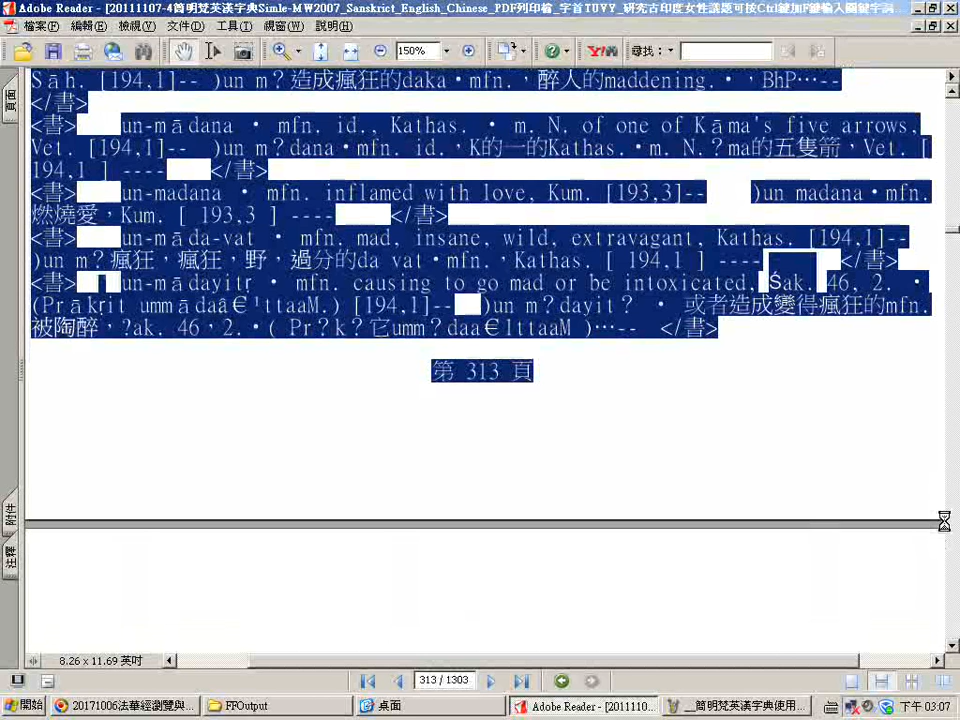 Adobe Reader - [20111107-4簡明梵英漢字典Simle-MW2007_Sanskrict_English_Chinese_PDF列印檔_字首TUVY_研究古印度女性議題可按Ctrl鍵加F鍵輸入關鍵字詞...
檔案(F) 編輯(E) 檢視(V) 文件(D) 工具(T) 視窗(W) 說明(H)
150% 尋找：
頁面
Sāh. [194,1]-- )un m？造成瘋狂的daka‧mfn.，醉人的maddening.‧，BhP…--
</書>
<書> un-mādana ‧ mfn. id., Kathas. ‧ m. N. of one of Kāma's five arrows,
Vet. [194,1]-- )un m？dana‧mfn. id.，K的一的Kathas.‧m. N.？ma的五隻箭，Vet. [
194,1 ] ---- </書>
<書> un-madana ‧ mfn. inflamed with love, Kum. [193,3]-- )un madana‧mfn.
燃燒愛，Kum. [ 193,3 ] ---- </書>
<書> un-māda-vat ‧ mfn. mad, insane, wild, extravagant, Kathas. [194,1]--
)un m？瘋狂，瘋狂，野，過分的da vat‧mfn.，Kathas. [ 194,1 ] ---- </書>
<書> un-mādayitṛ ‧ mfn. causing to go mad or be intoxicated, Śak. 46, 2. ‧
(Prākṛit ummādaâ€¹ttaaM.) [194,1]-- )un m？dayit？ ‧ 或者造成變得瘋狂的mfn.
被陶醉，?ak. 46，2.‧( Pr？k？它umm？daa€IttaaM )…-- </書>
第 313 頁
附件
注釋
8.26 x 11.69 英吋
313 / 1303
開始 20171006法華經瀏覽與... FFOutput 桌面 Adobe Reader - [2011110... __簡明梵英漢字典使用... 下午 03:07